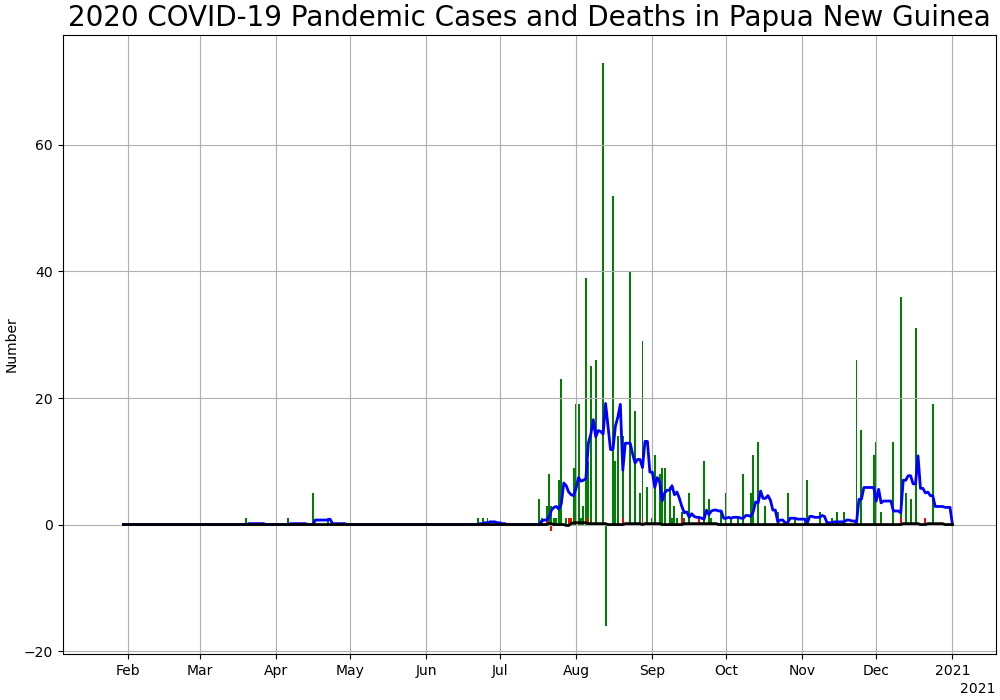 2020 COVID-19 Pandemic Cases and Deaths in Papua New Guinea
Number
60
40
20
0
−20
Feb Mar Apr May Jun Jul Aug Sep Oct Nov Dec 2021
2021